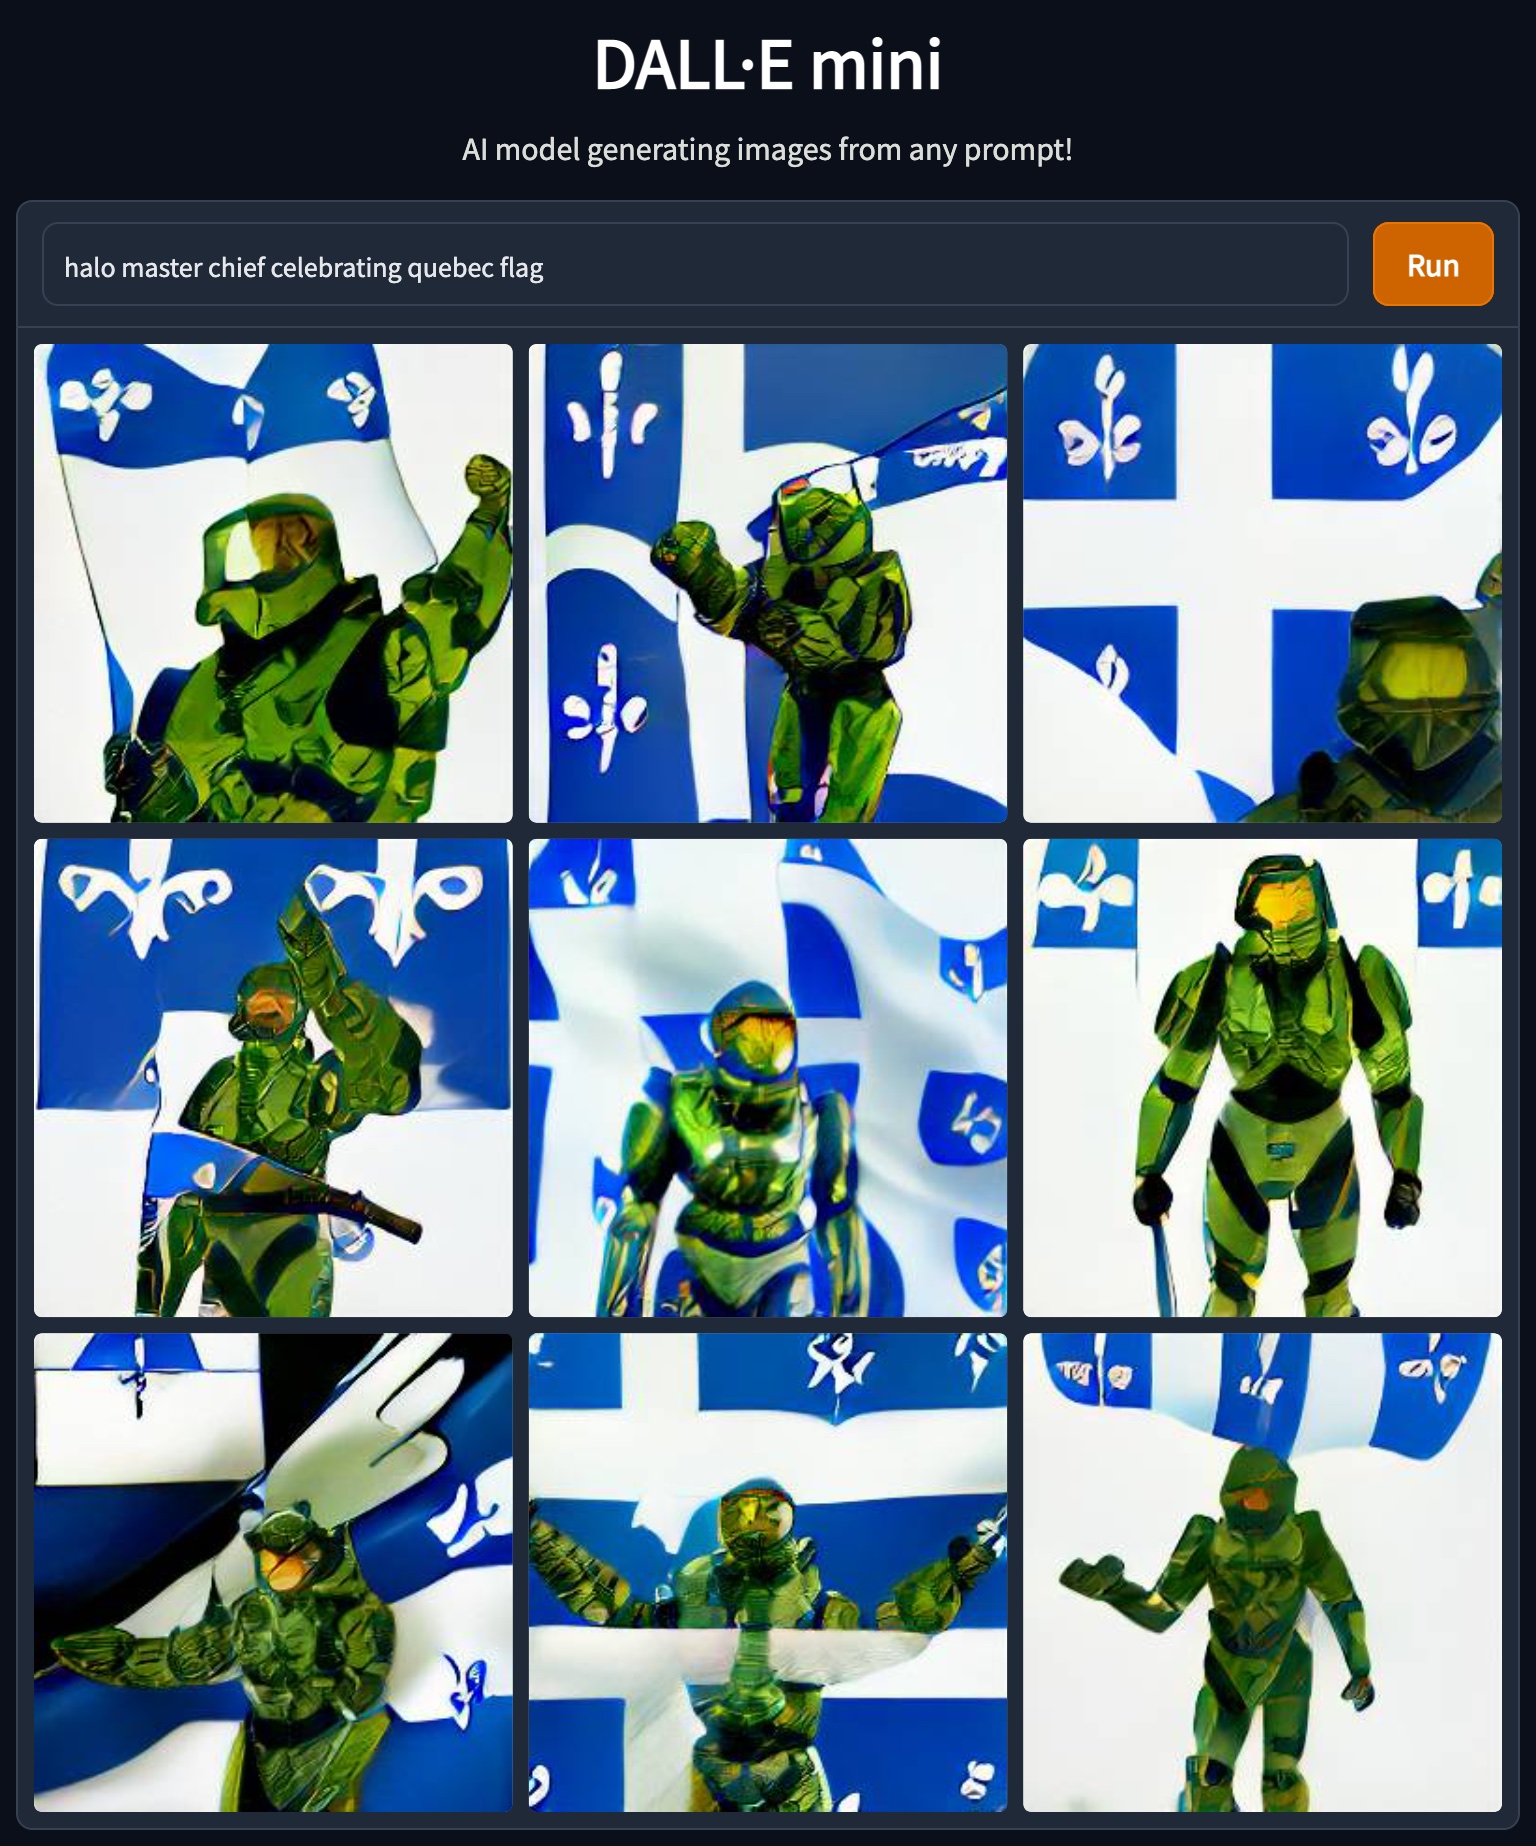 DALL·E mini
AI model generating images from any prompt!
halo master chief celebrating quebec flag
Run